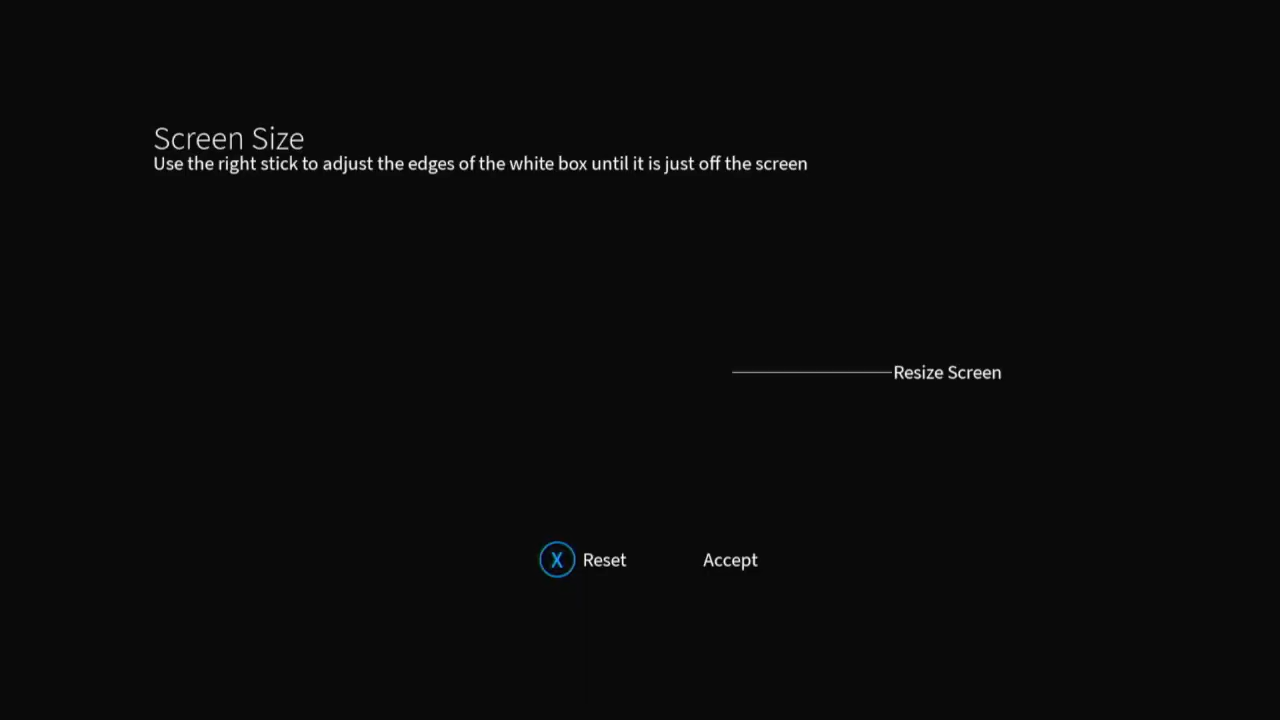 Screen Size
Use the right stick to adjust the edges of the white box until it is just off the screen
Resize Screen
X Reset Accept